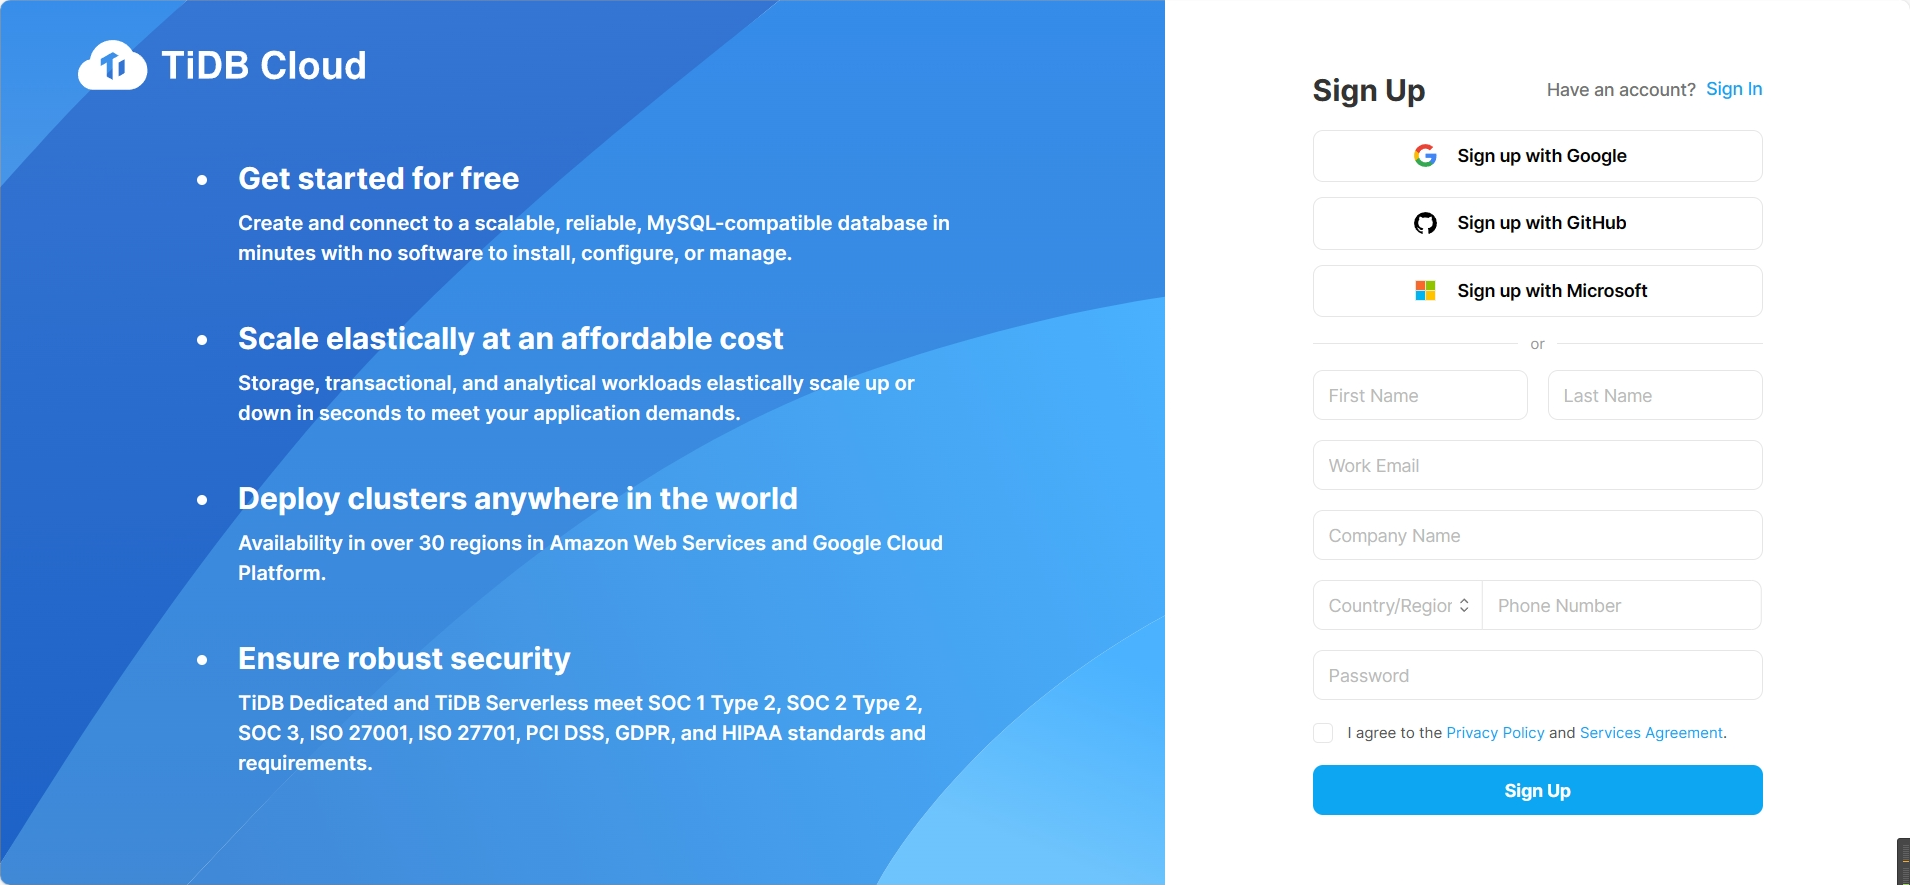 TiDB Cloud
Get started for free
Create and connect to a scalable, reliable, MySQL-compatible database in
minutes with no software to install, configure, or manage.
Scale elastically at an affordable cost
Storage, transactional, and analytical workloads elastically scale up or
down in seconds to meet your application demands.
Deploy clusters anywhere in the world
Availability in over 30 regions in Amazon Web Services and Google Cloud
Platform.
Ensure robust security
TiDB Dedicated and TiDB Serverless meet SOC 1 Type 2, SOC 2 Type 2,
SOC 3, ISO 27001, ISO 27701, PCI DSS, GDPR, and HIPAA standards and
requirements.
Sign Up
Have an account? Sign In
Sign up with Google
Sign up with GitHub
Sign up with Microsoft
or
First Name
Last Name
Work Email
Company Name
Country/Region
Phone Number
Password
I agree to the Privacy Policy and Services Agreement.
Sign Up